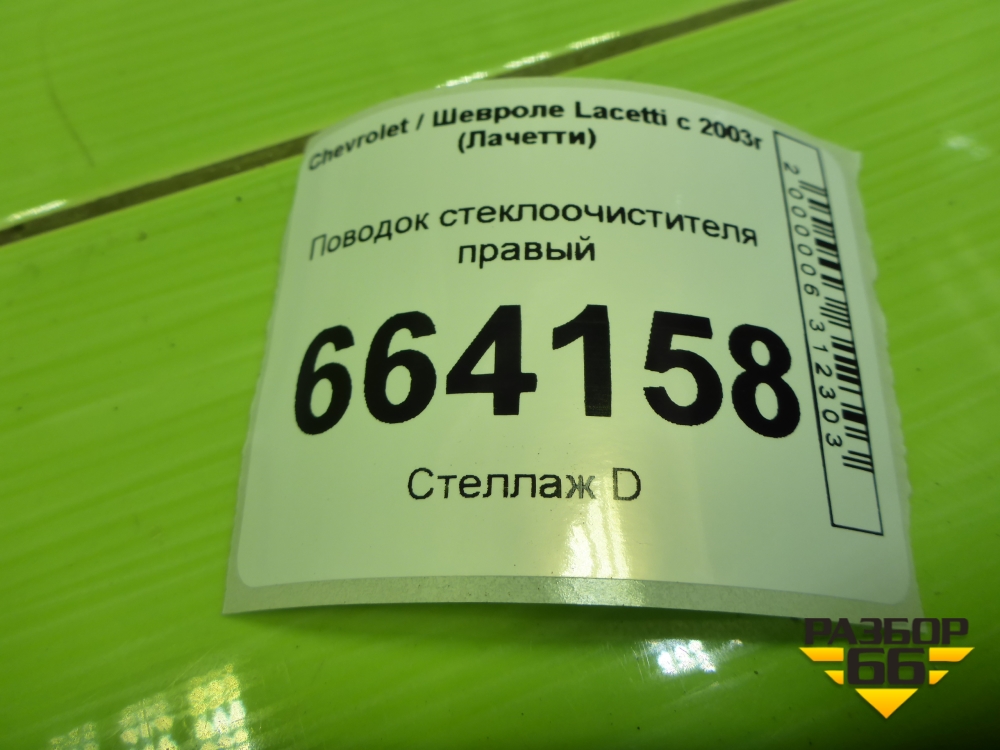 Chevrolet / Шевроле Lacetti с 2003г
(Лачетти)
Поводок стеклоочистителя
правый
664158
Стеллаж D
2000006312303
РАЗБОР
66